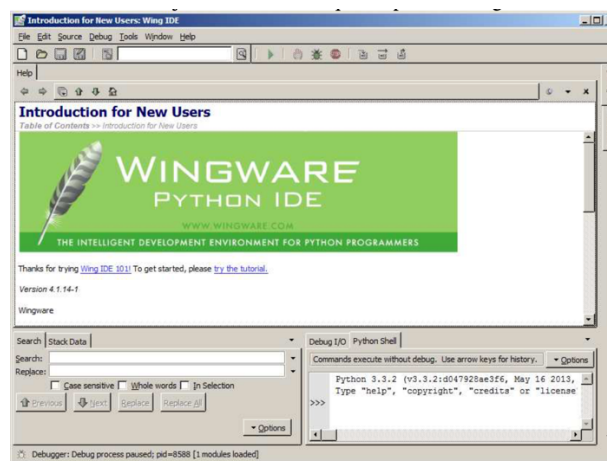 Introduction for New Users: Wing IDE
File Edit Source Debug Tools Window Help
Help
Introduction for New Users
Table of Contents >> Introduction for New Users
WINGWARE
PYTHON IDE
WWW.WINGWARE.COM
THE INTELLIGENT DEVELOPMENT ENVIRONMENT FOR PYTHON PROGRAMMERS
Thanks for trying Wing IDE 101! To get started, please try the tutorial.
Version 4.1.14-1
Wingware
Search Stack Data
Search:
Replace:
Case sensitive Whole words In Selection
Previous Next Replace Replace All
Options
Debug I/O Python Shell
Commands execute without debug. Use arrow keys for history. Options
Python 3.3.2 (v3.3.2:d047928ae3f6, May 16 2013,
Type "help", "copyright", "credits" or "license
>>>
Debugger: Debug process paused; pid=8588 [1 modules loaded]